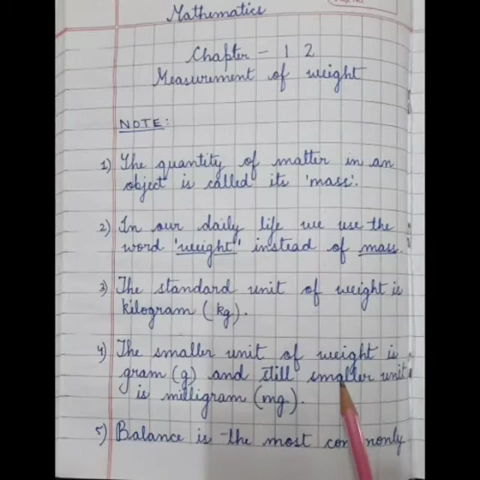 Mathematics
Chapter - 12
Measurement of weight
NOTE:
1) The quantity of matter in an
object is called its 'mass'.
2) In our daily life we use the
word 'weight' instead of mass.
3) The standard unit of weight is
kilogram (kg).
4) The smaller unit of weight is
gram (g) and still smaller unit
is milligram (mg).
5) Balance is the most commonly